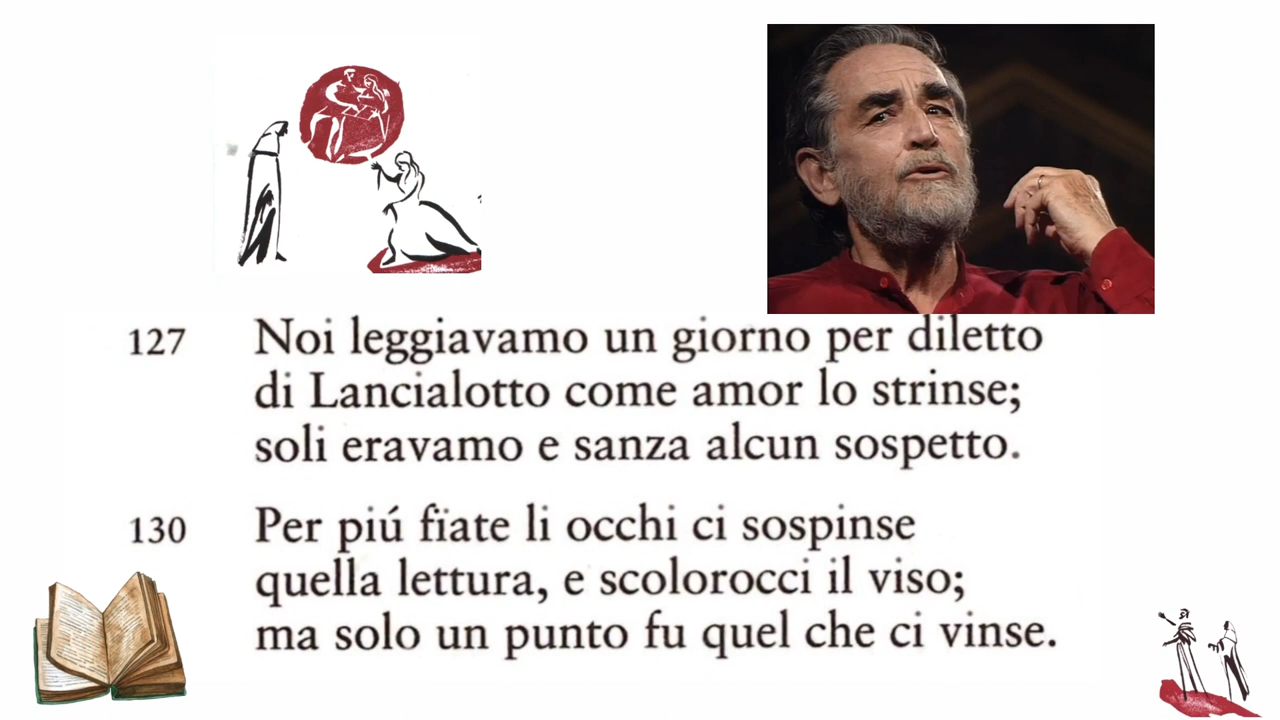 127 Noi leggiavamo un giorno per diletto
di Lancialotto come amor lo strinse;
soli eravamo e sanza alcun sospetto.
130 Per piú fiate li occhi ci sospinse
quella lettura, e scolorocci il viso;
ma solo un punto fu quel che ci vinse.